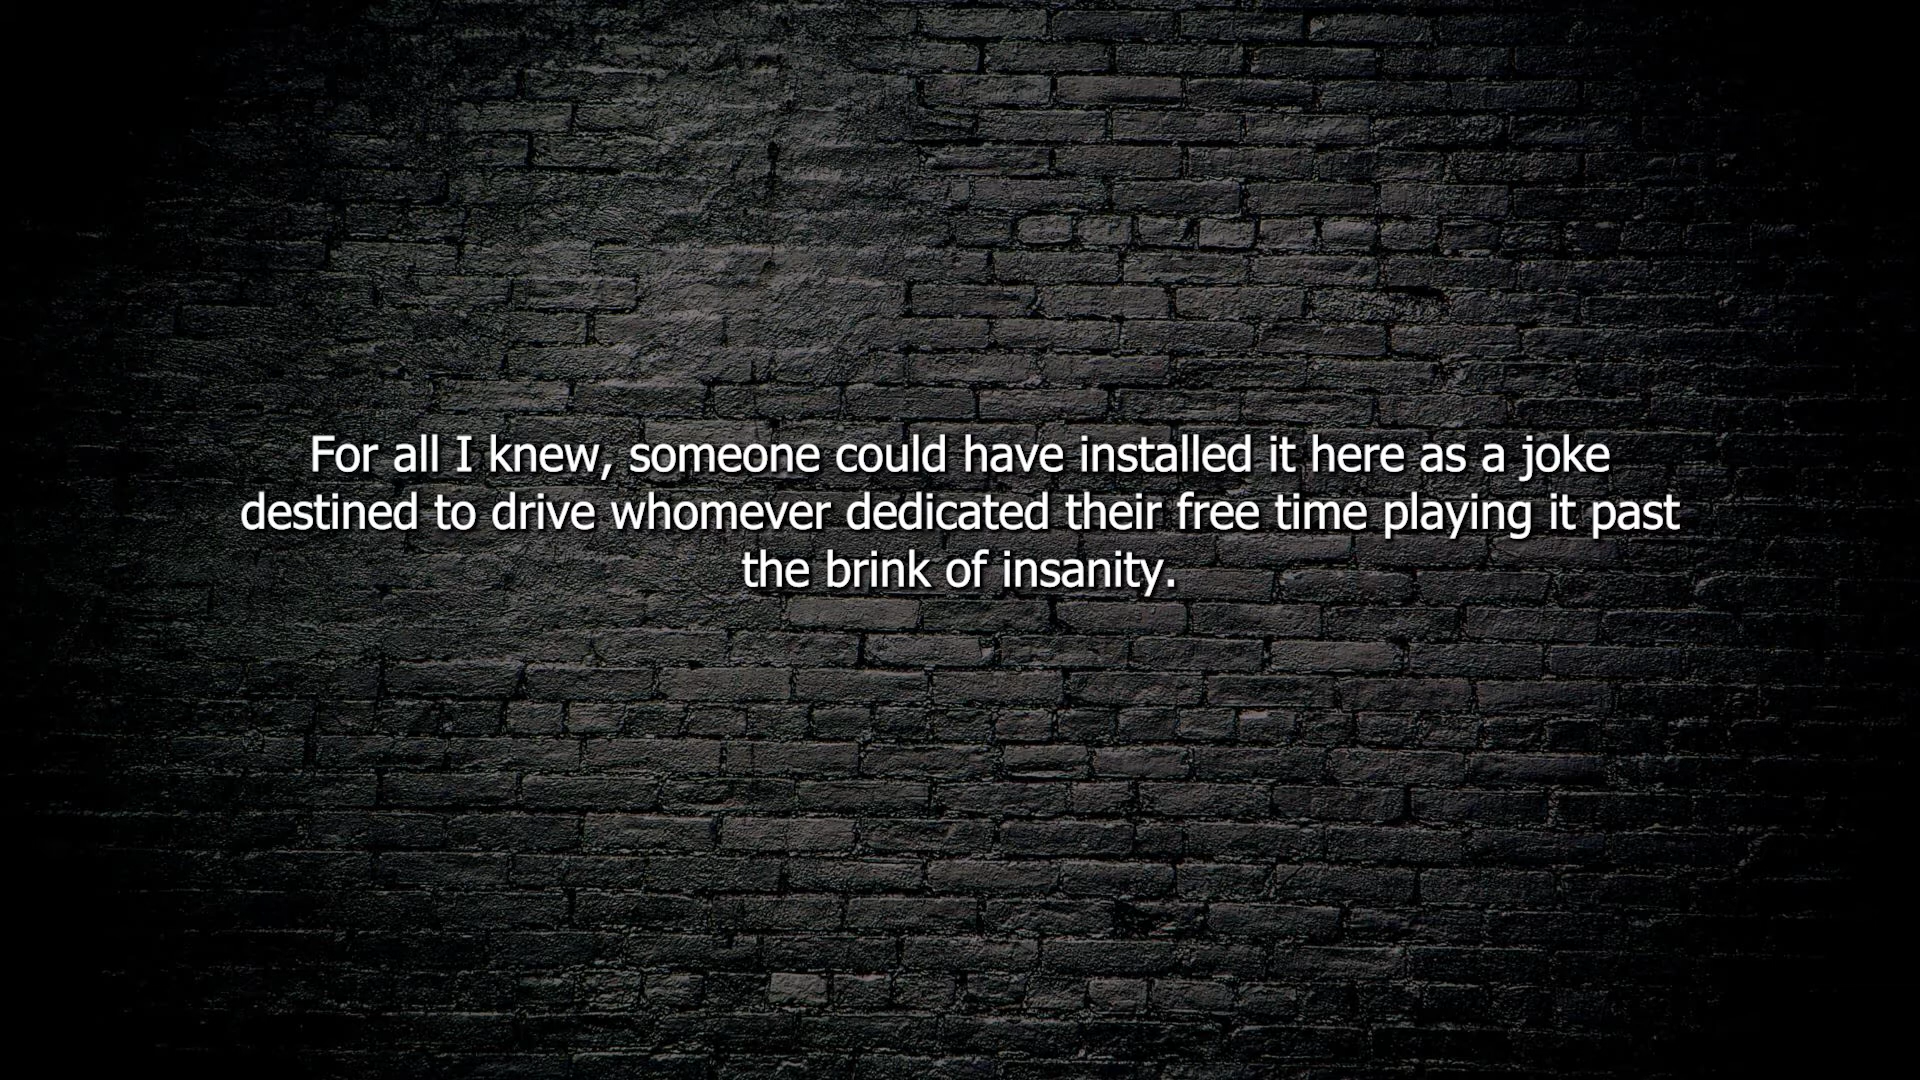 For all I knew, someone could have installed it here as a joke
destined to drive whomever dedicated their free time playing it past
the brink of insanity.